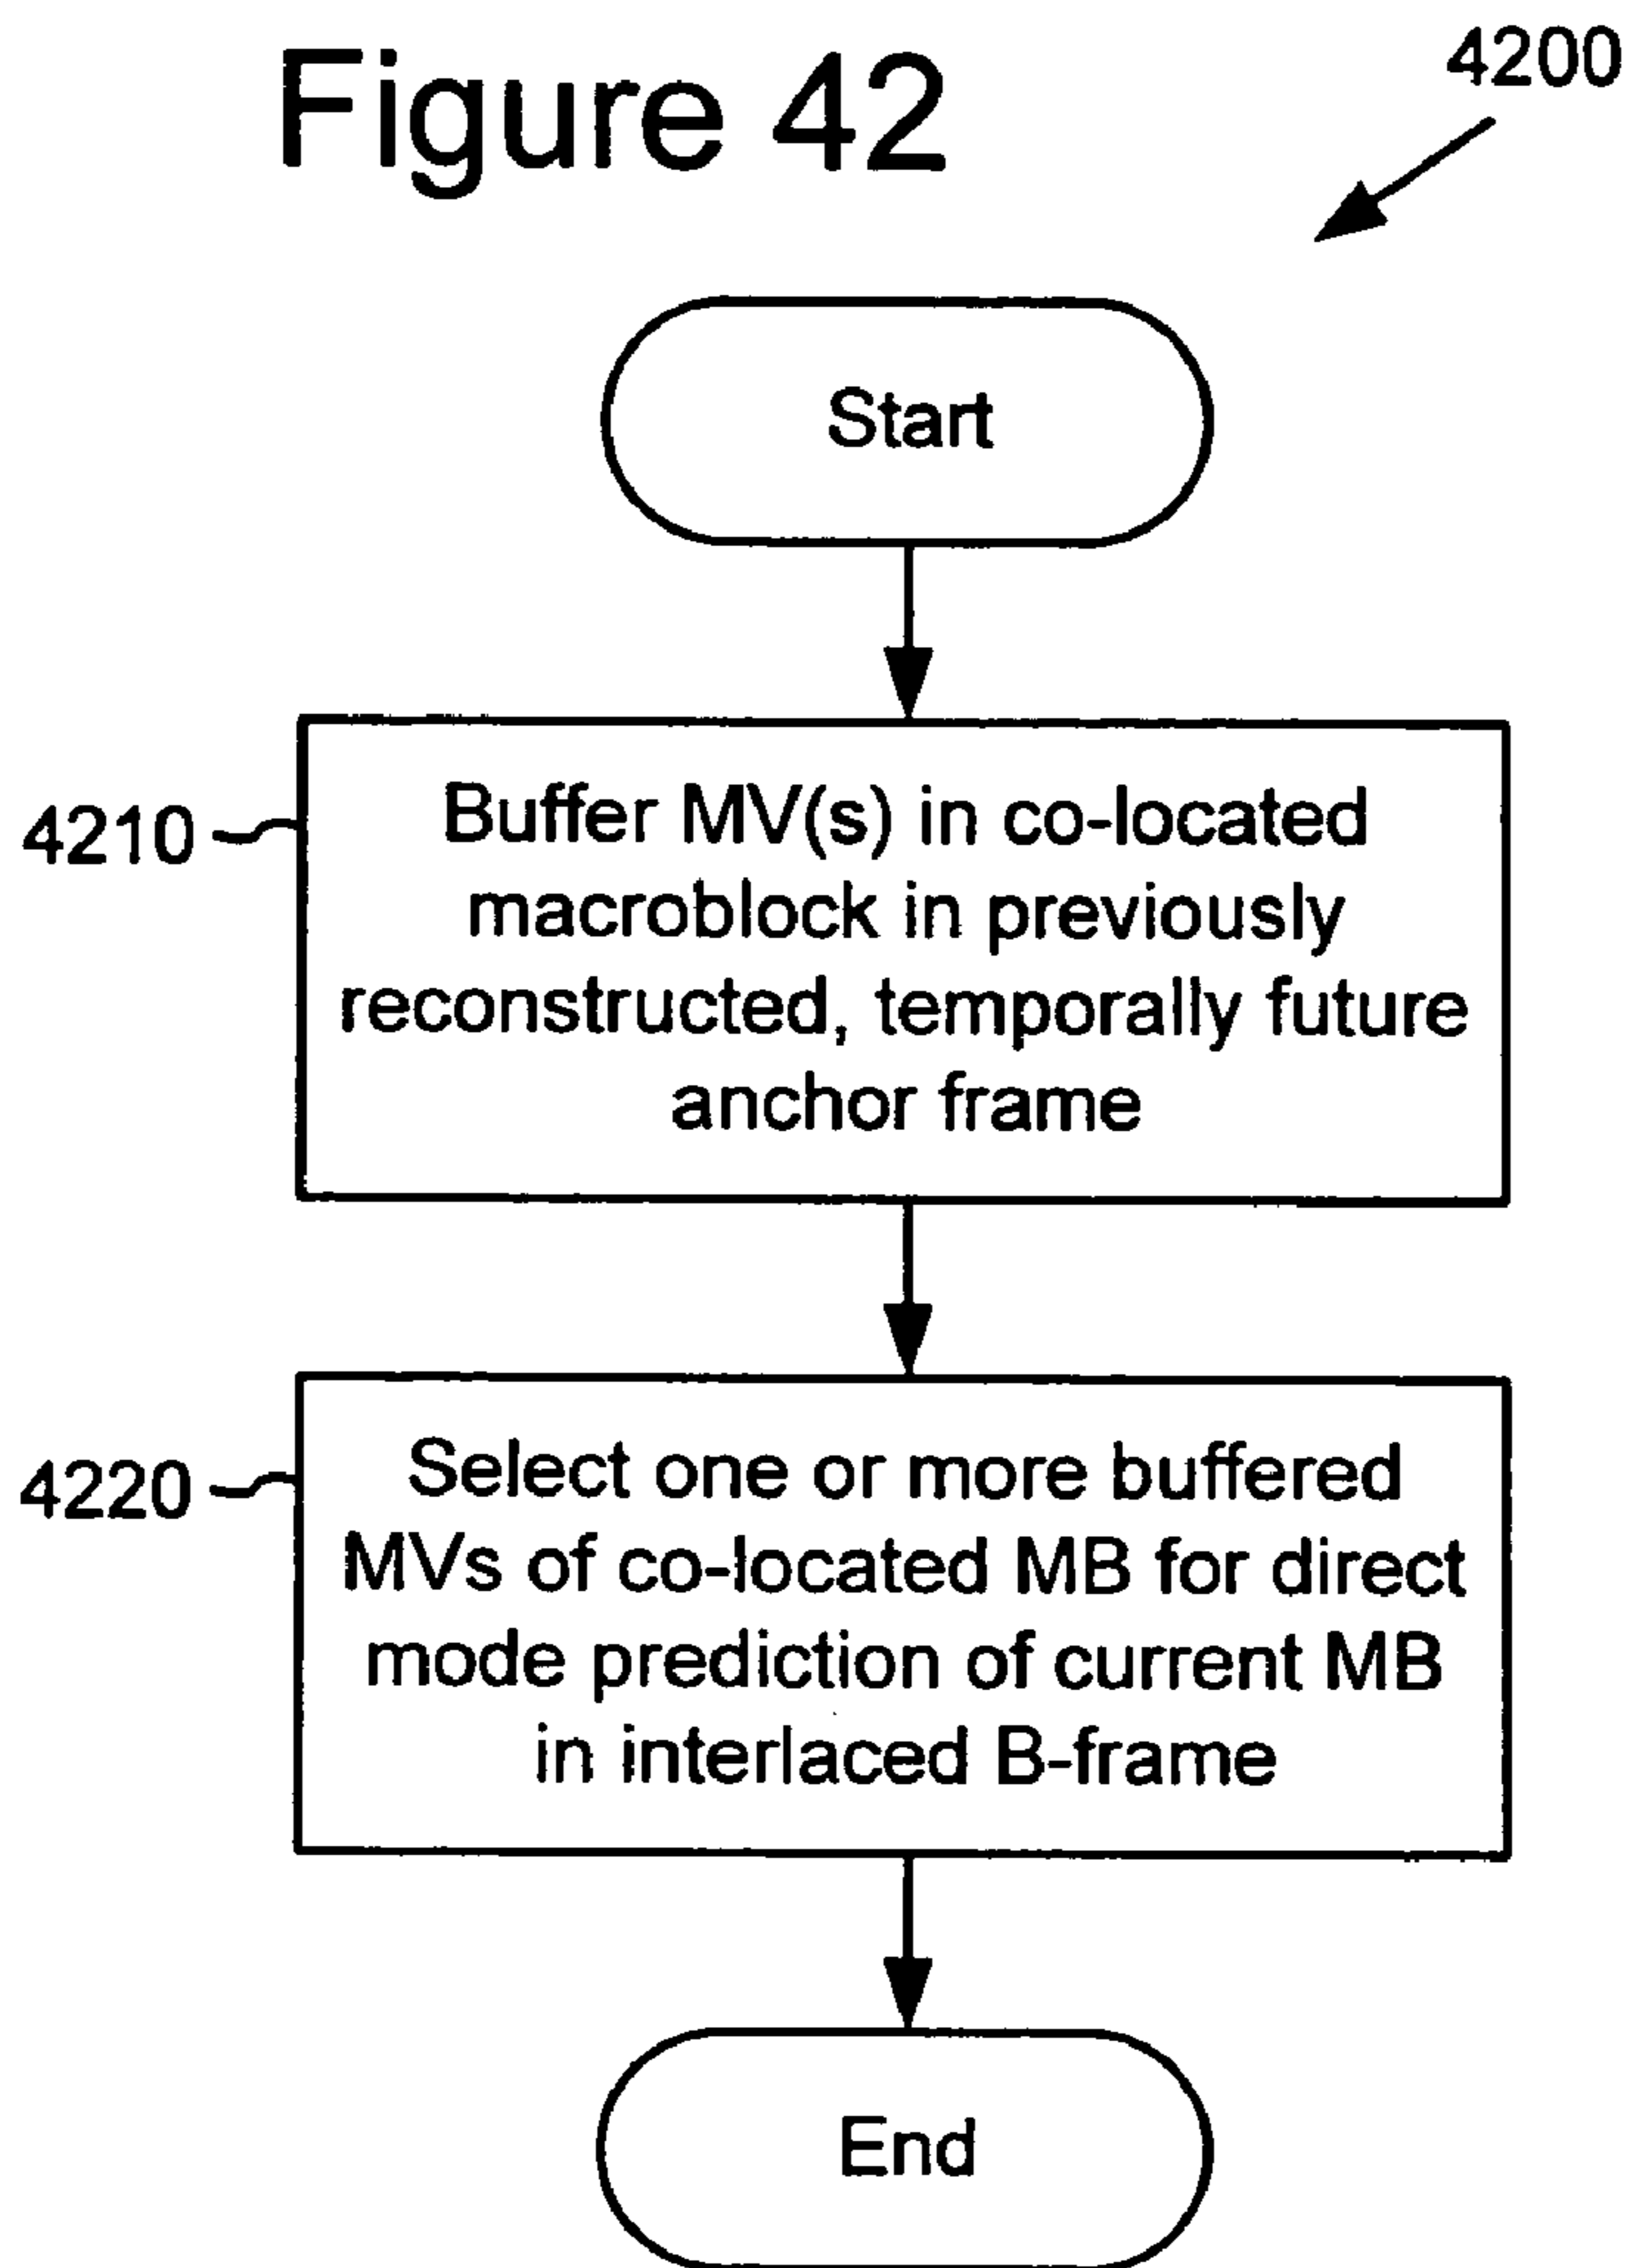 Figure 42
4200
Start
4210
Buffer MV(s) in co-located
macroblock in previously
reconstructed, temporally future
anchor frame
4220
Select one or more buffered
MVs of co-located MB for direct
mode prediction of current MB
in interlaced B-frame
End